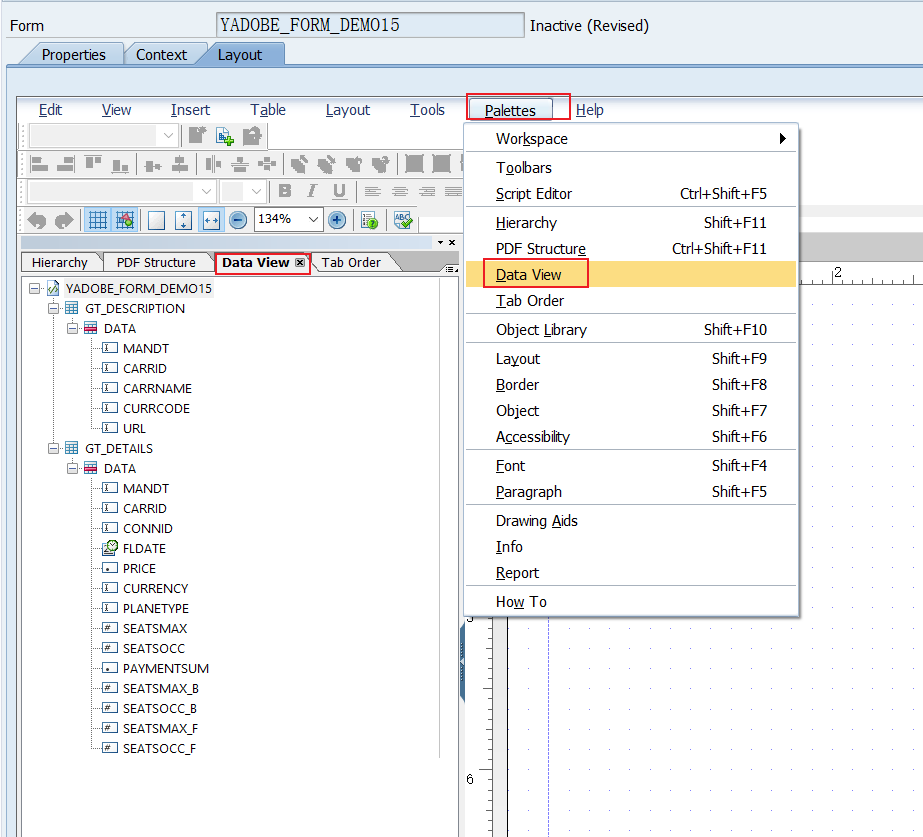 Form YADOBE_FORM_DEMO15 Inactive (Revised)
Properties Context Layout
Edit View Insert Table Layout Tools Palettes Help
134%
ABC
Hierarchy PDF Structure Data View Tab Order
YADOBE_FORM_DEMO15
GT_DESCRIPTION
DATA
MANDT
CARRID
CARRNAME
CURRCODE
URL
GT_DETAILS
DATA
MANDT
CARRID
CONNID
FLDATE
PRICE
CURRENCY
PLANETYPE
SEATSMAX
SEATSOCC
PAYMENTSUM
SEATSMAX_B
SEATSOCC_B
SEATSMAX_F
SEATSOCC_F
Workspace
Toolbars
Script Editor Ctrl+Shift+F5
Hierarchy Shift+F11
PDF Structure Ctrl+Shift+F11
Data View
Tab Order
Object Library Shift+F10
Layout Shift+F9
Border Shift+F8
Object Shift+F7
Accessibility Shift+F6
Font Shift+F4
Paragraph Shift+F5
Drawing Aids
Info
Report
How To
2
6